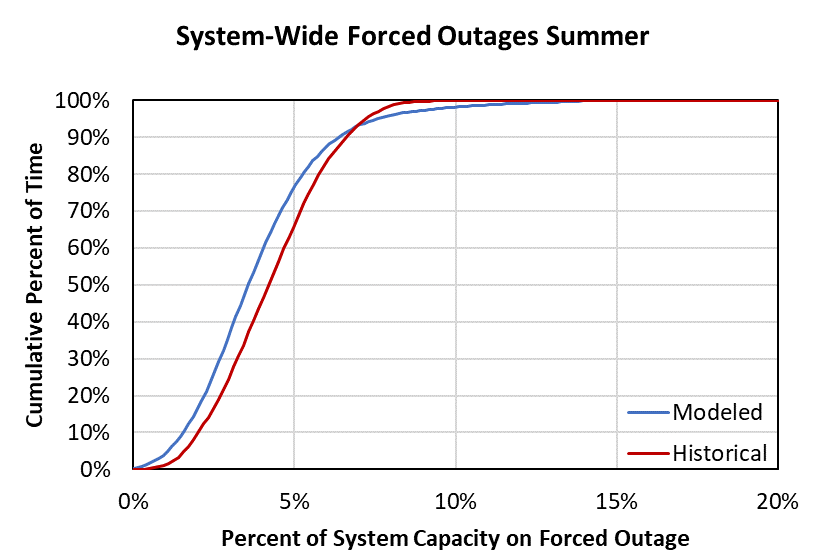 System-Wide Forced Outages Summer
Cumulative Percent of Time
100%
90%
80%
70%
60%
50%
40%
30%
20%
10%
0%
Modeled
Historical
0% 5% 10% 15% 20%
Percent of System Capacity on Forced Outage